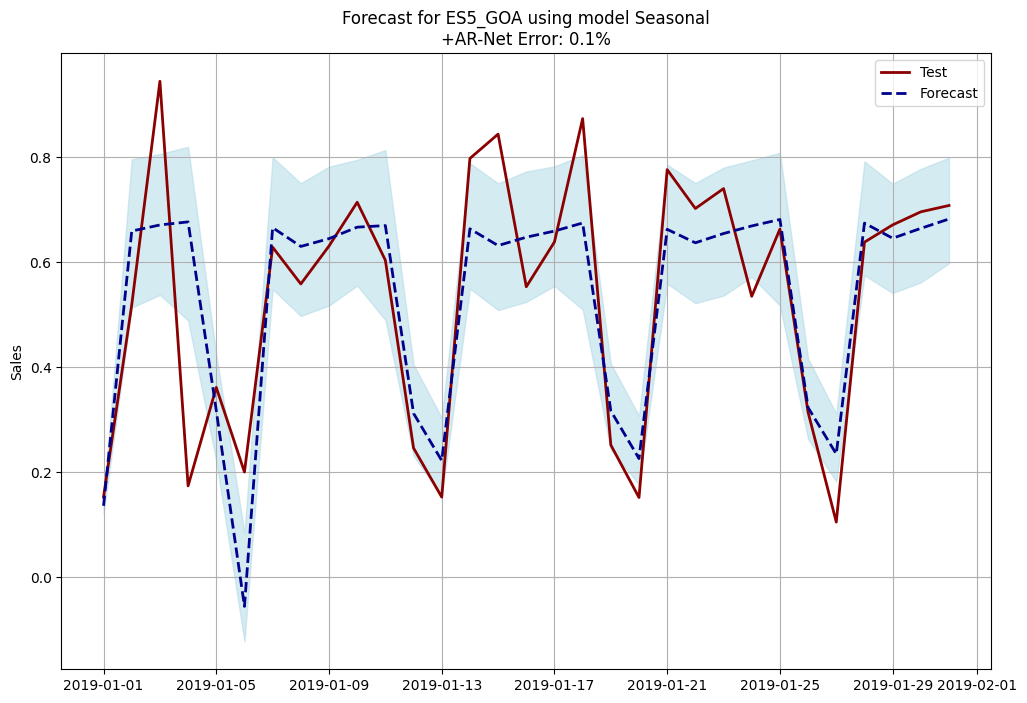 Forecast for ES5_GOA using model Seasonal
+AR-Net Error: 0.1%
Test
Forecast
Sales
0.8
0.6
0.4
0.2
0.0
2019-01-01 2019-01-05 2019-01-09 2019-01-13 2019-01-17 2019-01-21 2019-01-25 2019-01-29 2019-02-01